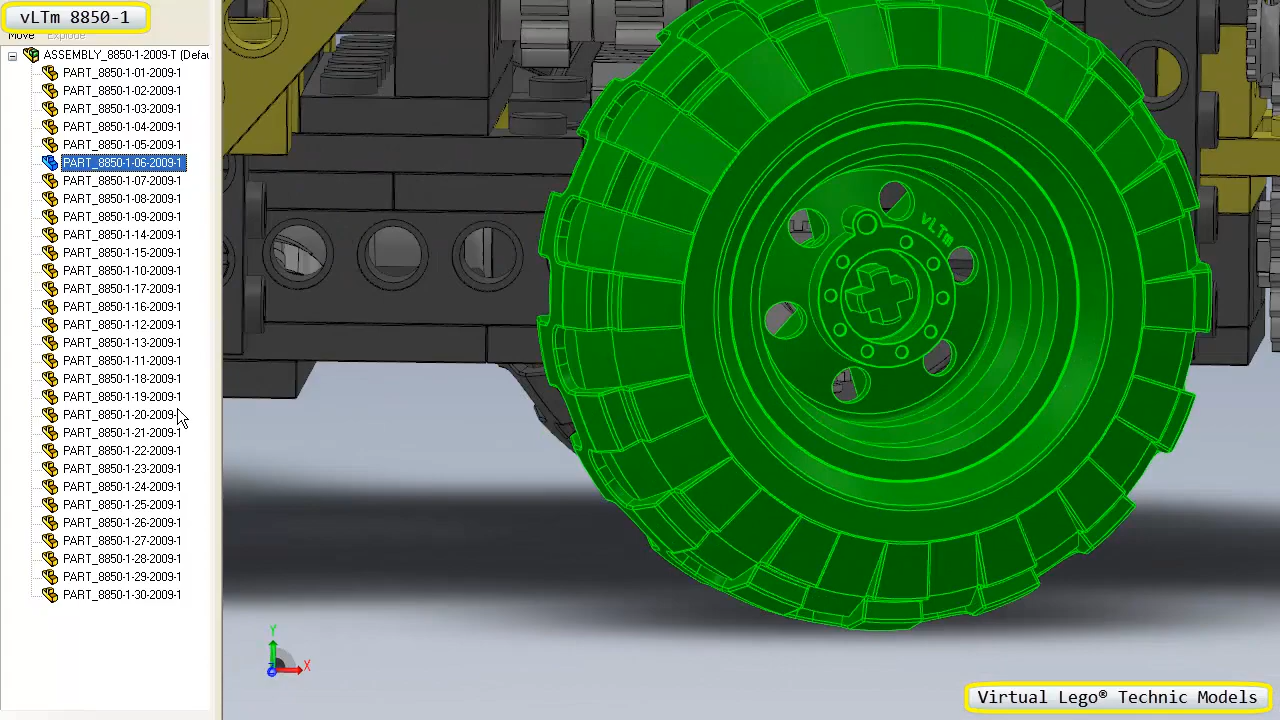 vLTm 8850-1
Move Explode
ASSEMBLY_8850-1-2009-T (Defau
PART_8850-1-01-2009-1
PART_8850-1-02-2009-1
PART_8850-1-03-2009-1
PART_8850-1-04-2009-1
PART_8850-1-05-2009-1
PART_8850-1-06-2009-1
PART_8850-1-07-2009-1
PART_8850-1-08-2009-1
PART_8850-1-09-2009-1
PART_8850-1-14-2009-1
PART_8850-1-15-2009-1
PART_8850-1-10-2009-1
PART_8850-1-17-2009-1
PART_8850-1-16-2009-1
PART_8850-1-12-2009-1
PART_8850-1-13-2009-1
PART_8850-1-11-2009-1
PART_8850-1-18-2009-1
PART_8850-1-19-2009-1
PART_8850-1-20-2009-1
PART_8850-1-21-2009-1
PART_8850-1-22-2009-1
PART_8850-1-23-2009-1
PART_8850-1-24-2009-1
PART_8850-1-25-2009-1
PART_8850-1-26-2009-1
PART_8850-1-27-2009-1
PART_8850-1-28-2009-1
PART_8850-1-29-2009-1
PART_8850-1-30-2009-1
vLTm
Y
X
Virtual Lego® Technic Models